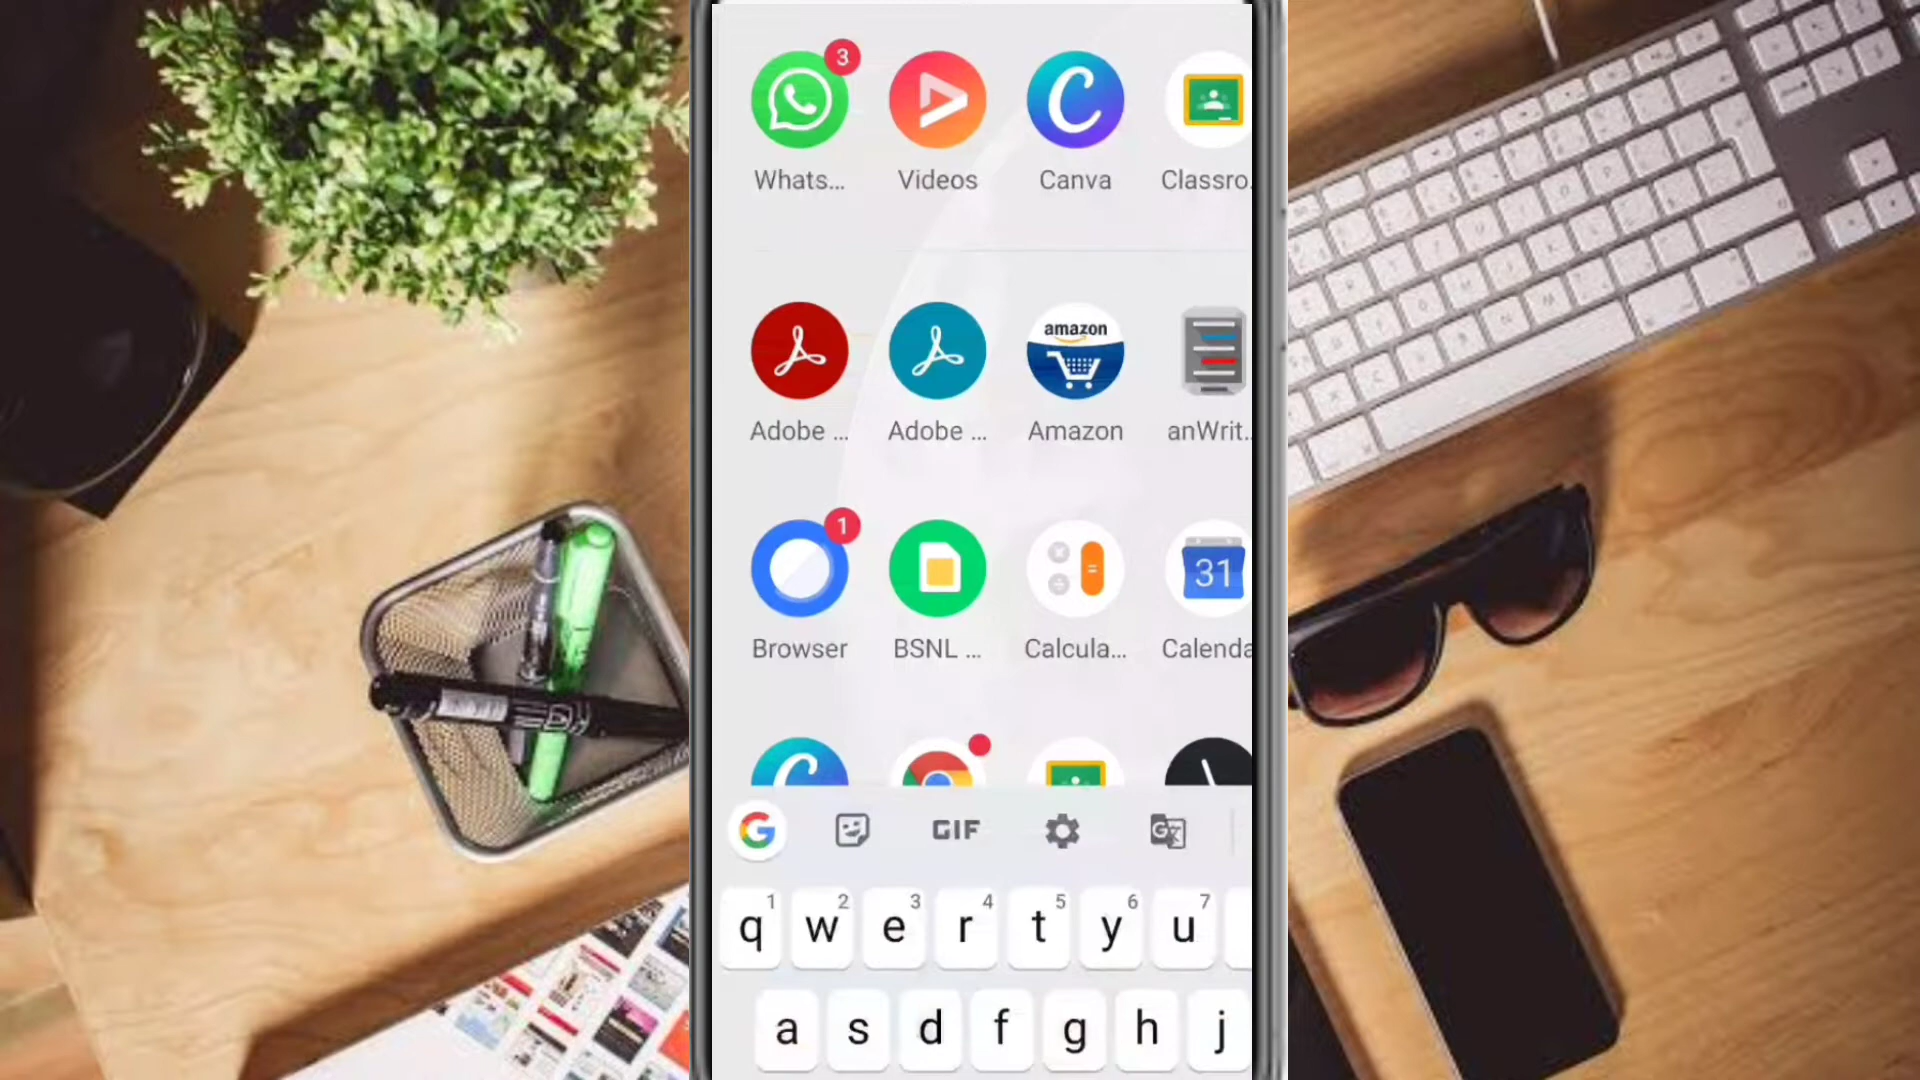 3
Whats... Videos Canva Classro.
amazon
Adobe ... Adobe ... Amazon anWrit.
1
31
Browser BSNL ... Calcula... Calenda
G GIF G
1 2 3 4 5 6 7
q w e r t y u
a s d f g h j